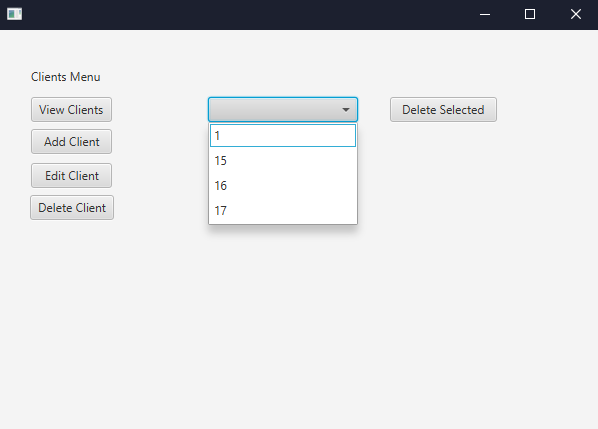 Clients Menu
View Clients
Delete Selected
Add Client
1
15
Edit Client
16
Delete Client
17